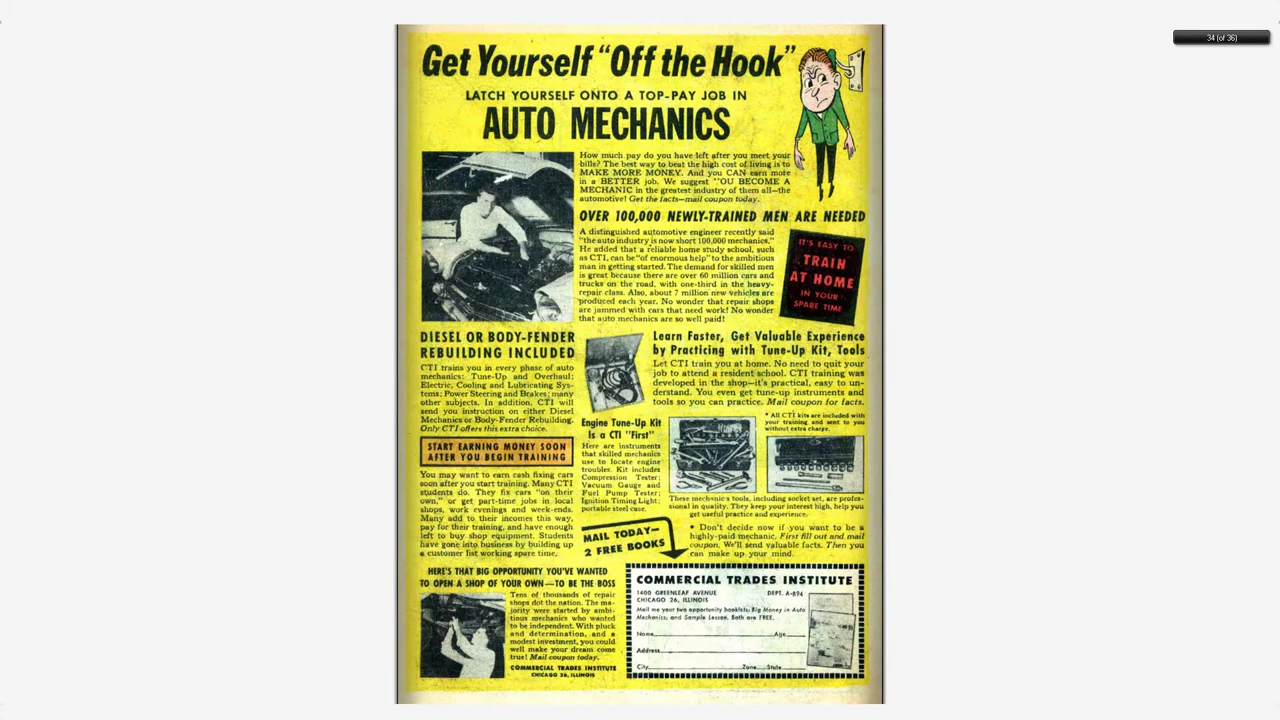 34 (of 36)
Get Yourself "Off the Hook"
LATCH YOURSELF ONTO A TOP-PAY JOB IN
AUTO MECHANICS
How much pay do you have left after you meet your
bills? The best way to beat the high cost of living is to
MAKE MORE MONEY. And you CAN earn more
in a BETTER job. We suggest YOU BECOME A
MECHANIC in the greatest industry of them all—the
automotive! Get the facts—mail coupon today.
OVER 100,000 NEWLY-TRAINED MEN ARE NEEDED
A distinguished automotive engineer recently said
"the auto industry is now short 100,000 mechanics."
He added that a reliable home study school, such
as CTI, can be "of enormous help" to the ambitious
man in getting started. The demand for skilled men
is great because there are over 60 million cars and
trucks on the road, with one-third in the heavy-
repair class. Also, about 7 million new vehicles are
produced each year. No wonder that repair shops
are jammed with cars that need work! No wonder
that auto mechanics are so well paid!
IT'S EASY TO
TRAIN
AT HOME
IN YOUR
SPARE TIME
DIESEL OR BODY-FENDER
REBUILDING INCLUDED
CTI trains you in every phase of auto
mechanics: Tune-Up and Overhaul;
Electric, Cooling and Lubricating Sys-
tems; Power Steering and Brakes; many
other subjects. In addition, CTI will
send you instruction on either Diesel
Mechanics or Body-Fender Rebuilding.
Only CTI offers this extra choice.
START EARNING MONEY SOON
AFTER YOU BEGIN TRAINING
You may want to earn cash fixing cars
soon after you start training. Many CTI
students do. They fix cars "on their
own," or get part-time jobs in local
shops, work evenings and week-ends.
Many add to their incomes this way,
pay for their training, and have enough
left to buy shop equipment. Students
have gone into business by building up
a customer list working spare time.
Learn Faster, Get Valuable Experience
by Practicing with Tune-Up Kit, Tools
Let CTI train you at home. No need to quit your
job to attend a resident school. CTI training was
developed in the shop—it's practical, easy to un-
derstand. You even get tune-up instruments and
tools so you can practice. Mail coupon for facts.
* All CTI kits are included with
your training and sent to you
without extra charge.
Engine Tune-Up Kit
Is a CTI "First"
Here are instruments
that skilled mechanics
use to locate engine
troubles. Kit includes
Compression Tester;
Vacuum Gauge and
Fuel Pump Tester;
Ignition Timing Light;
portable steel case.
These mechanic's tools, including socket set, are profes-
sional in quality. They keep your interest high, help you
get useful practice and experience.
MAIL TODAY—
2 FREE BOOKS
* Don't decide now if you want to be a
highly-paid mechanic. First fill out and mail
coupon. We'll send valuable facts. Then you
can make up your mind.
HERE'S THAT BIG OPPORTUNITY YOU'VE WANTED
TO OPEN A SHOP OF YOUR OWN—TO BE THE BOSS
Tens of thousands of repair
shops dot the nation. The ma-
jority were started by ambi-
tious mechanics who wanted
to be independent. With pluck
and determination, and a
modest investment, you could
well make your dream come
true! Mail coupon today.
COMMERCIAL TRADES INSTITUTE
CHICAGO 26, ILLINOIS
COMMERCIAL TRADES INSTITUTE
1400 GREENLEAF AVENUE DEPT. A-894
CHICAGO 26, ILLINOIS
Mail me your two opportunity booklets, Big Money in Auto
Mechanics, and Sample Lesson. Both are FREE.
Name Age
Address
City Zone State